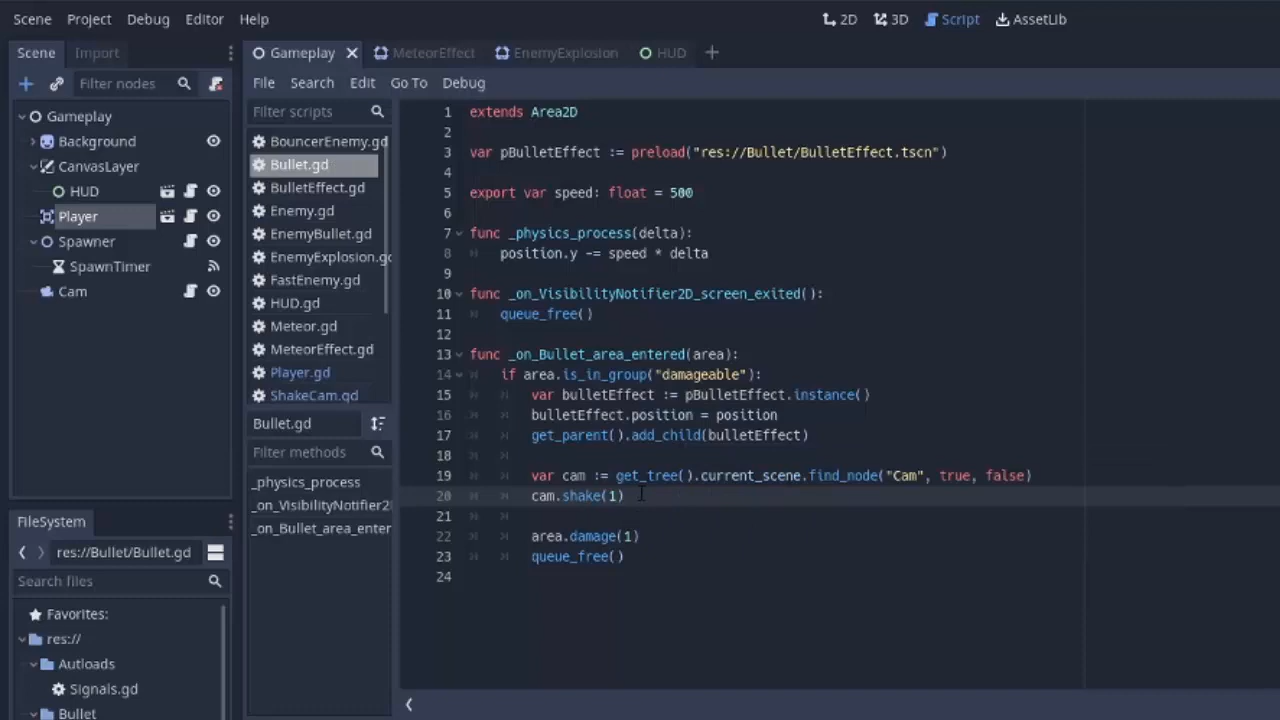 Scene Project Debug Editor Help 2D 3D Script AssetLib
Scene Import
Filter nodes
Gameplay
Background
CanvasLayer
HUD
Player
Spawner
SpawnTimer
Cam
FileSystem
res://Bullet/Bullet.gd
Search files
Favorites:
res://
Autloads
Signals.gd
Bullet
Gameplay MeteorEffect EnemyExplosion HUD
File Search Edit Go To Debug
Filter scripts
BouncerEnemy.gd
Bullet.gd
BulletEffect.gd
Enemy.gd
EnemyBullet.gd
EnemyExplosion.gd
FastEnemy.gd
HUD.gd
Meteor.gd
MeteorEffect.gd
Player.gd
ShakeCam.gd
Bullet.gd
Filter methods
_physics_process
_on_VisibilityNotifier2
_on_Bullet_area_enter
1 extends Area2D
2
3 var pBulletEffect := preload("res://Bullet/BulletEffect.tscn")
4
5 export var speed: float = 500
6
7 func _physics_process(delta):
8 position.y -= speed * delta
9
10 func _on_VisibilityNotifier2D_screen_exited():
11 queue_free()
12
13 func _on_Bullet_area_entered(area):
14 if area.is_in_group("damageable"):
15 var bulletEffect := pBulletEffect.instance()
16 bulletEffect.position = position
17 get_parent().add_child(bulletEffect)
18
19 var cam := get_tree().current_scene.find_node("Cam", true, false)
20 cam.shake(1)
21
22 area.damage(1)
23 queue_free()
24